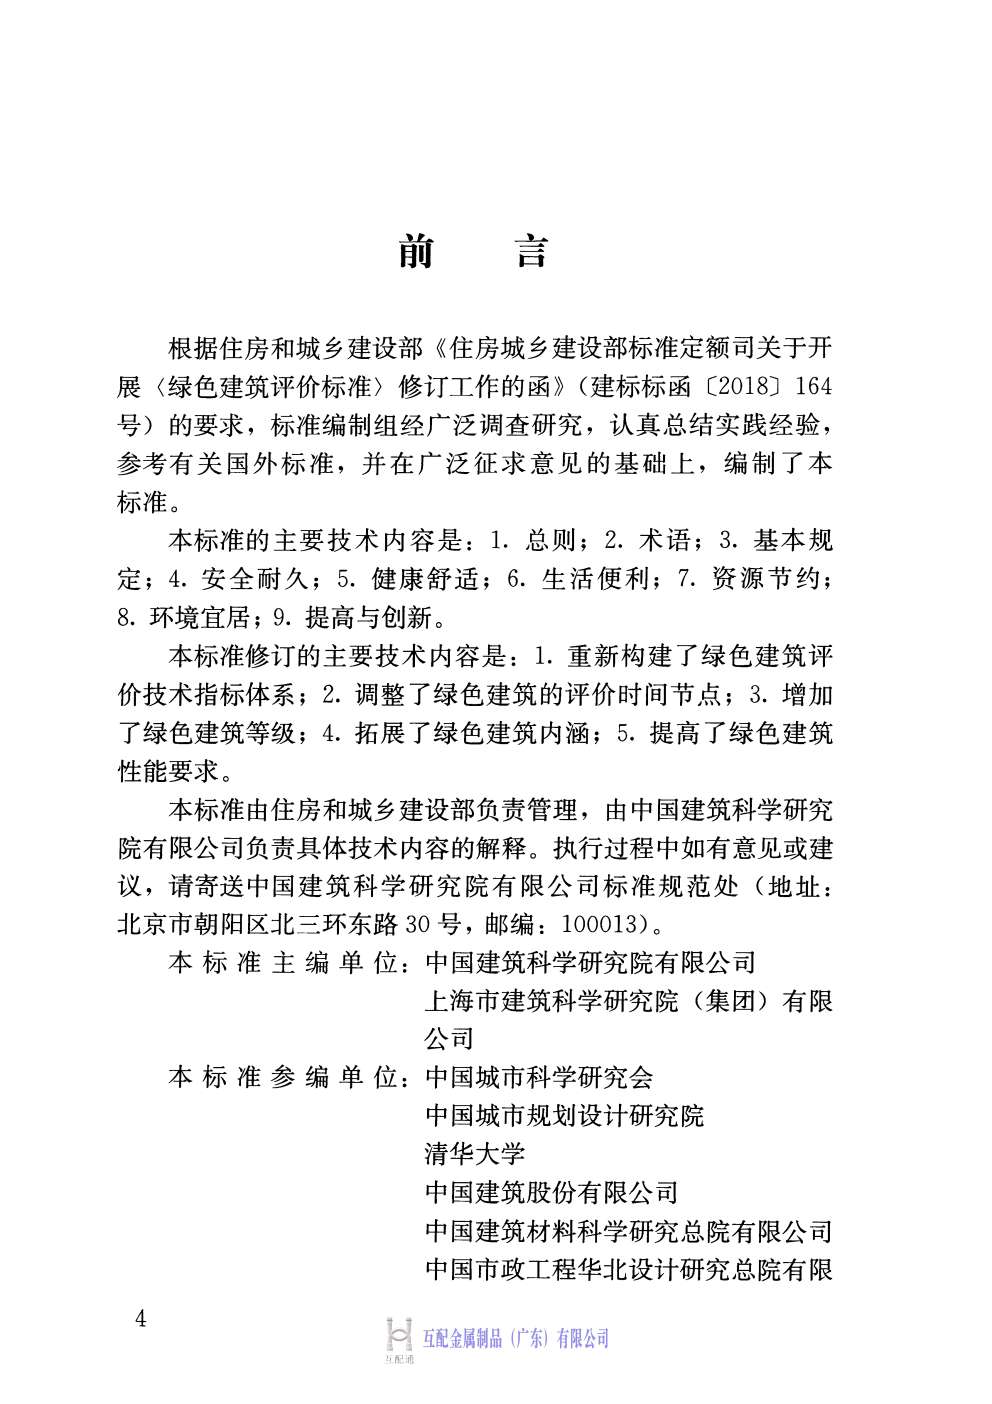 前言
根据住房和城乡建设部《住房城乡建设部标准定额司关于开
展〈绿色建筑评价标准〉修订工作的函》（建标标函〔2018〕164
号）的要求，标准编制组经广泛调查研究，认真总结实践经验，
参考有关国外标准，并在广泛征求意见的基础上，编制了本
标准。
本标准的主要技术内容是：1. 总则；2. 术语；3. 基本规
定；4. 安全耐久；5. 健康舒适；6. 生活便利；7. 资源节约；
8. 环境宜居；9. 提高与创新。
本标准修订的主要技术内容是：1. 重新构建了绿色建筑评
价技术指标体系；2. 调整了绿色建筑的评价时间节点；3. 增加
了绿色建筑等级；4. 拓展了绿色建筑内涵；5. 提高了绿色建筑
性能要求。
本标准由住房和城乡建设部负责管理，由中国建筑科学研究
院有限公司负责具体技术内容的解释。执行过程中如有意见或建
议，请寄送中国建筑科学研究院有限公司标准规范处（地址：
北京市朝阳区北三环东路 30 号，邮编：100013）。
本标准主编单位：中国建筑科学研究院有限公司
上海市建筑科学研究院（集团）有限
公司
本标准参编单位：中国城市科学研究会
中国城市规划设计研究院
清华大学
中国建筑股份有限公司
中国建筑材料科学研究总院有限公司
中国市政工程华北设计研究总院有限
4
互配金属制品（广东）有限公司
互配通